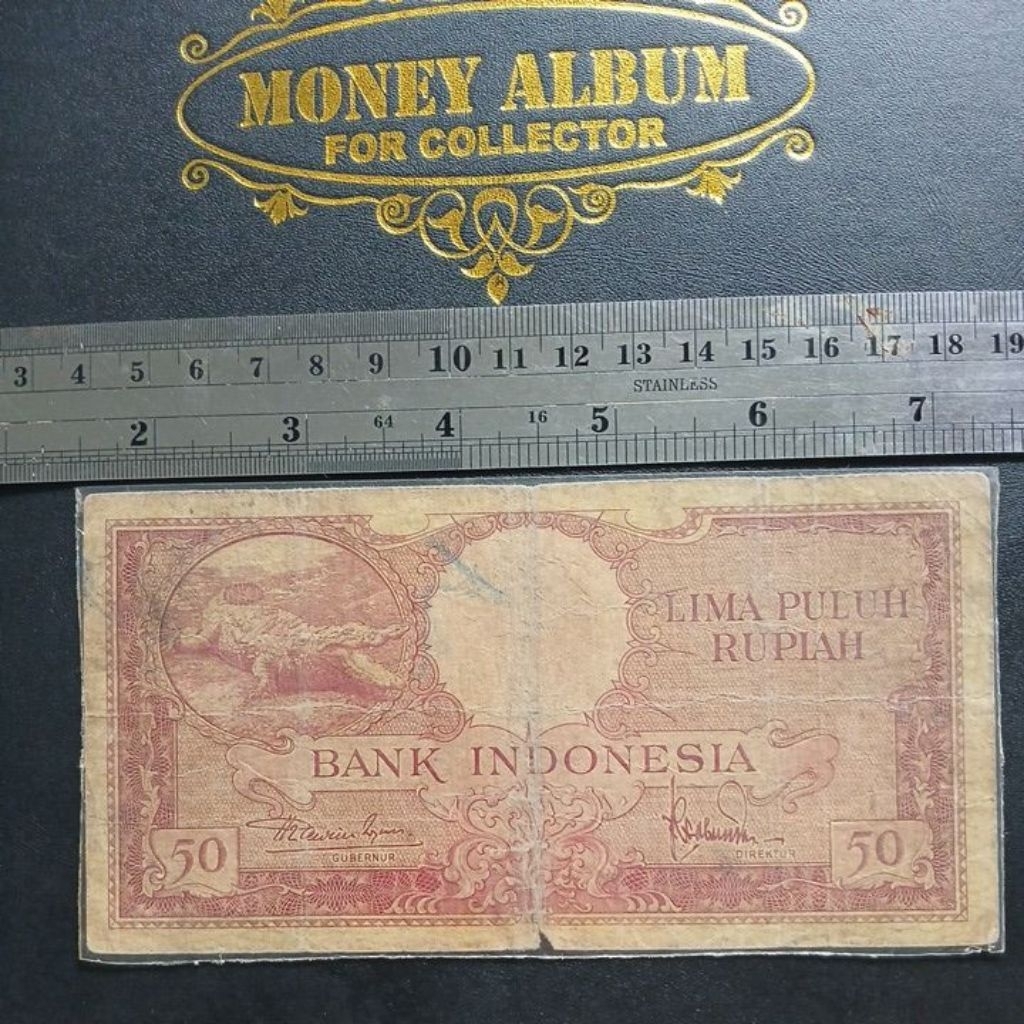 MONEY ALBUM
FOR COLLECTOR
3 4 5 6 7 8 9 10 11 12 13 14 15 16 17 18 19
STAINLESS
2 3 64 4 16 5 6 7
LIMA PULUH
RUPIAH
BANK INDONESIA
GUBERNUR
DIREKTUR
50
50